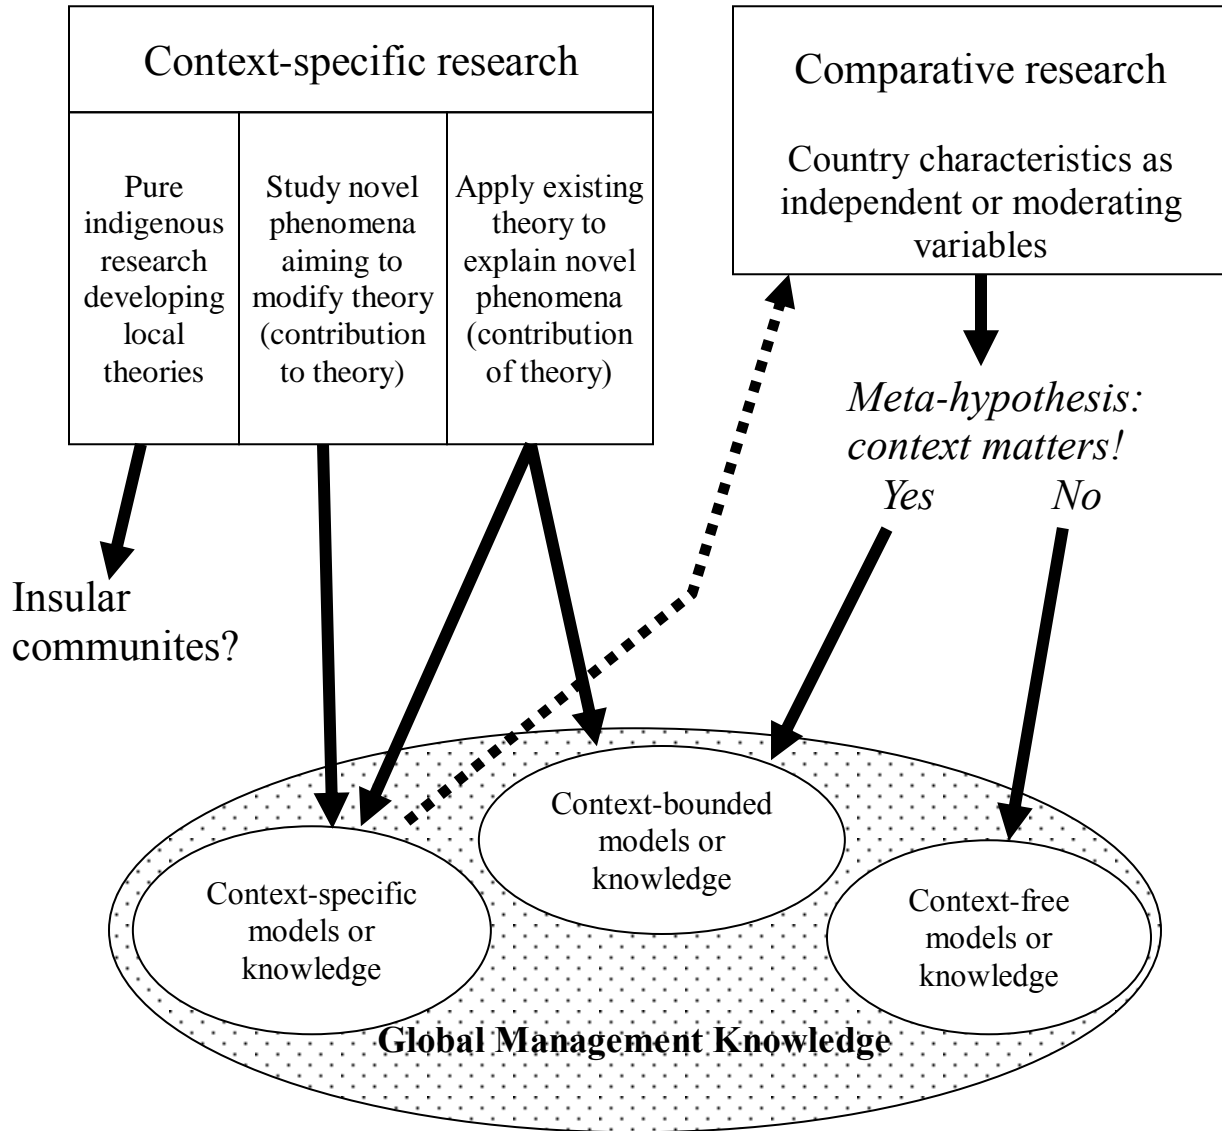 Context-specific research
Pure
indigenous
research
developing
local
theories
Study novel
phenomena
aiming to
modify theory
(contribution
to theory)
Apply existing
theory to
explain novel
phenomena
(contribution
of theory)
Comparative research
Country characteristics as
independent or moderating
variables
Meta-hypothesis:
context matters!
Yes No
Insular
communites?
Context-specific
models or
knowledge
Context-bounded
models or
knowledge
Context-free
models or
knowledge
Global Management Knowledge